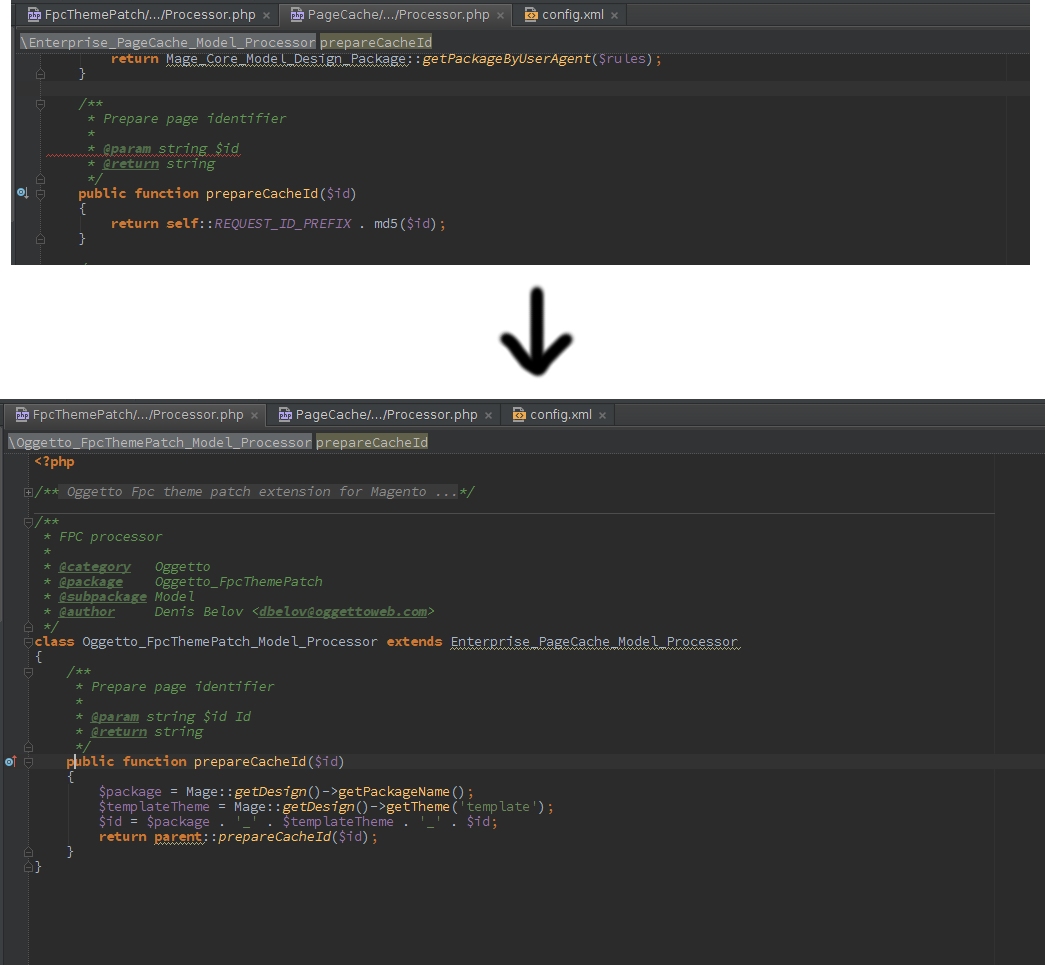 FpcThemePatch/.../Processor.php × PageCache/.../Processor.php × config.xml ×
\Enterprise_PageCache_Model_Processor prepareCacheId
return Mage_Core_Model_Design_Package::getPackageByUserAgent($rules);
}
/**
* Prepare page identifier
*
* @param string $id
* @return string
*/
public function prepareCacheId($id)
{
return self::REQUEST_ID_PREFIX . md5($id);
}
FpcThemePatch/.../Processor.php × PageCache/.../Processor.php × config.xml ×
\Oggetto_FpcThemePatch_Model_Processor prepareCacheId
<?php
/** Oggetto Fpc theme patch extension for Magento ...*/
/**
* FPC processor
*
* @category Oggetto
* @package Oggetto_FpcThemePatch
* @subpackage Model
* @author Denis Belov <dbelov@oggettoweb.com>
*/
class Oggetto_FpcThemePatch_Model_Processor extends Enterprise_PageCache_Model_Processor
{
/**
* Prepare page identifier
*
* @param string $id Id
* @return string
*/
public function prepareCacheId($id)
{
$package = Mage::getDesign()->getPackageName();
$templateTheme = Mage::getDesign()->getTheme('template');
$id = $package . '_' . $templateTheme . '_' . $id;
return parent::prepareCacheId($id);
}
}